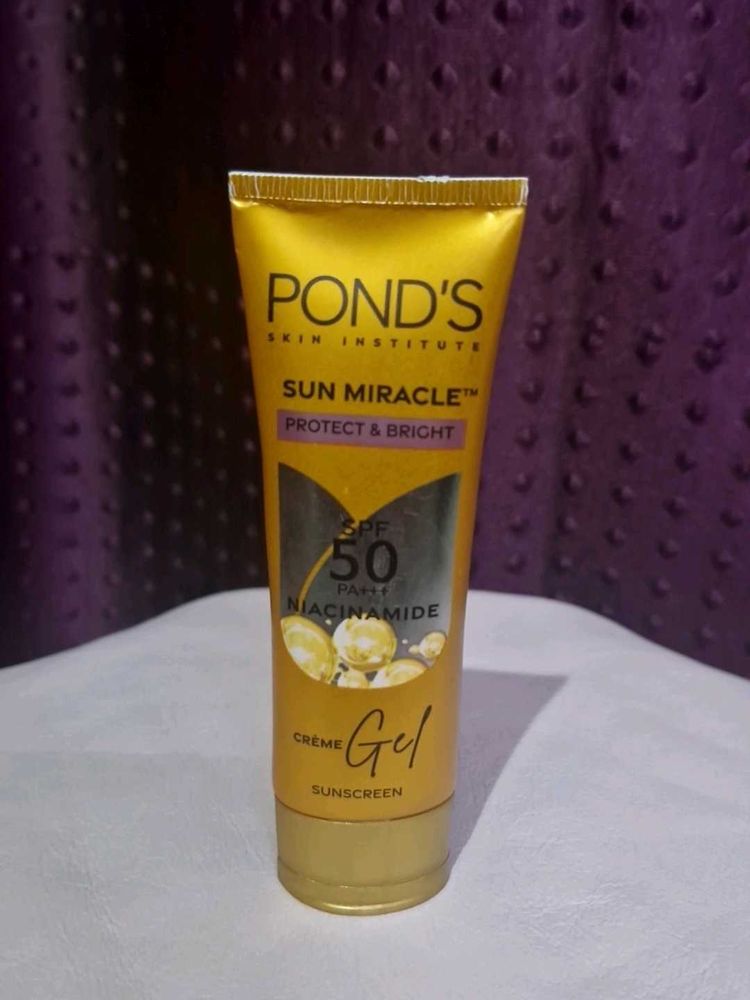 POND'S
SKIN INSTITUTE
SUN MIRACLE™
PROTECT & BRIGHT
SPF
50
PA+++
NIACINAMIDE
CRÈME Gel
SUNSCREEN